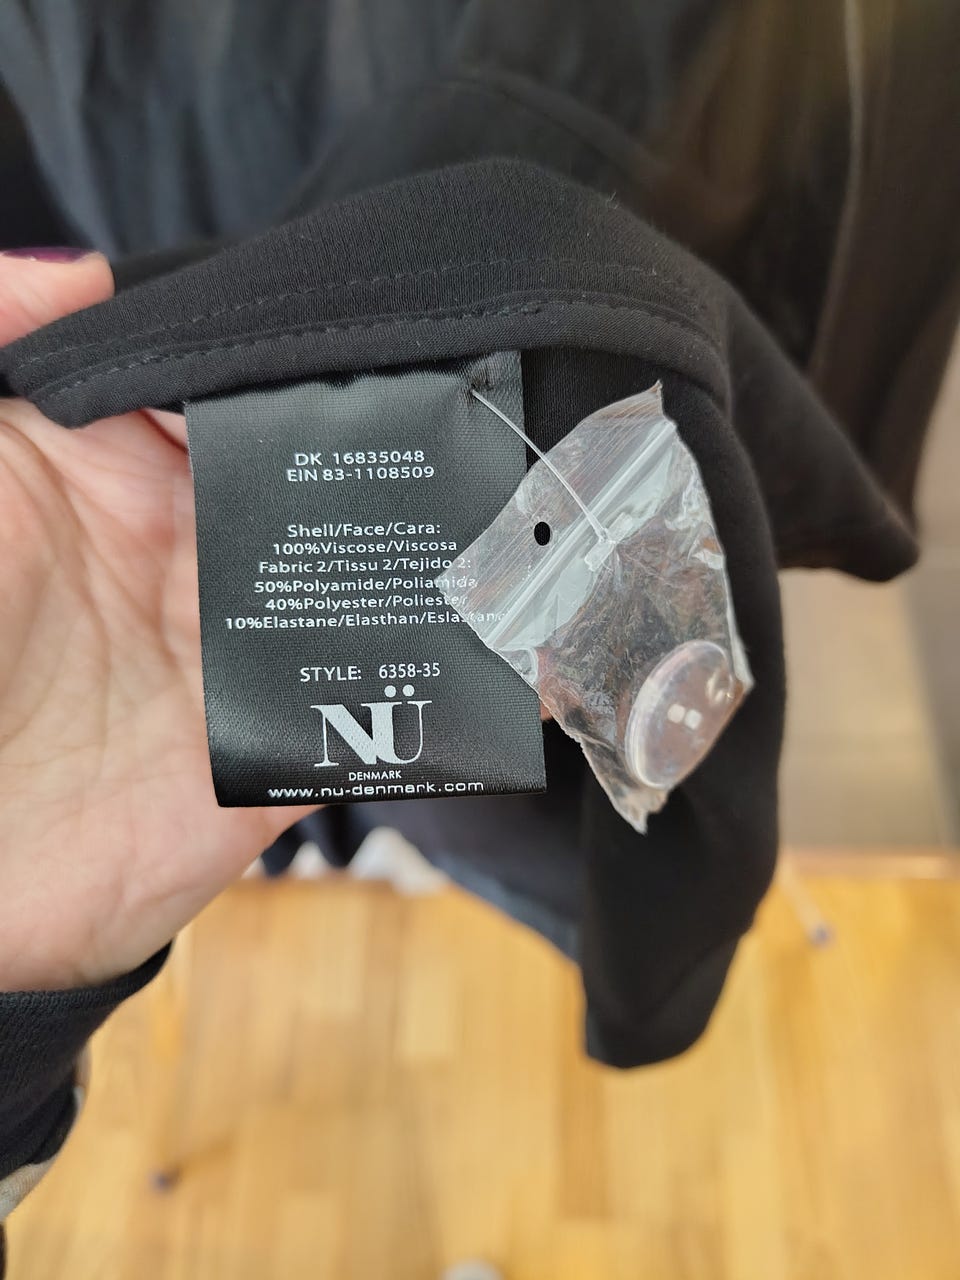 DK 16835048
EIN 83-1108509
Shell/Face/Cara:
100%Viscose/Viscosa
Fabric 2/Tissu 2/Tejido 2:
50%Polyamide/Poliamida
40%Polyester/Poliester
10%Elastane/Elasthan/Eslastano
STYLE: 6358-35
NÜ
DENMARK
www.nu-denmark.com